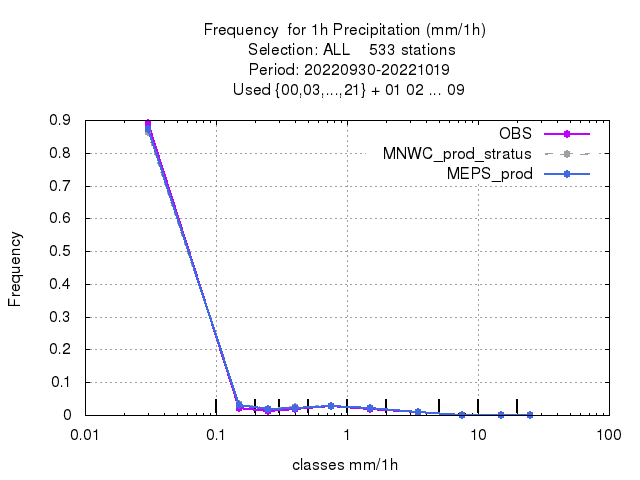 Frequency  for 1h Precipitation (mm/1h)
Selection: ALL    533 stations
Period: 20220930-20221019
Used {00,03,...,21} + 01 02 ... 09
OBS
MNWC_prod_stratus
MEPS_prod
Frequency
0.9
0.8
0.7
0.6
0.5
0.4
0.3
0.2
0.1
0
0.01 0.1 1 10 100
classes mm/1h